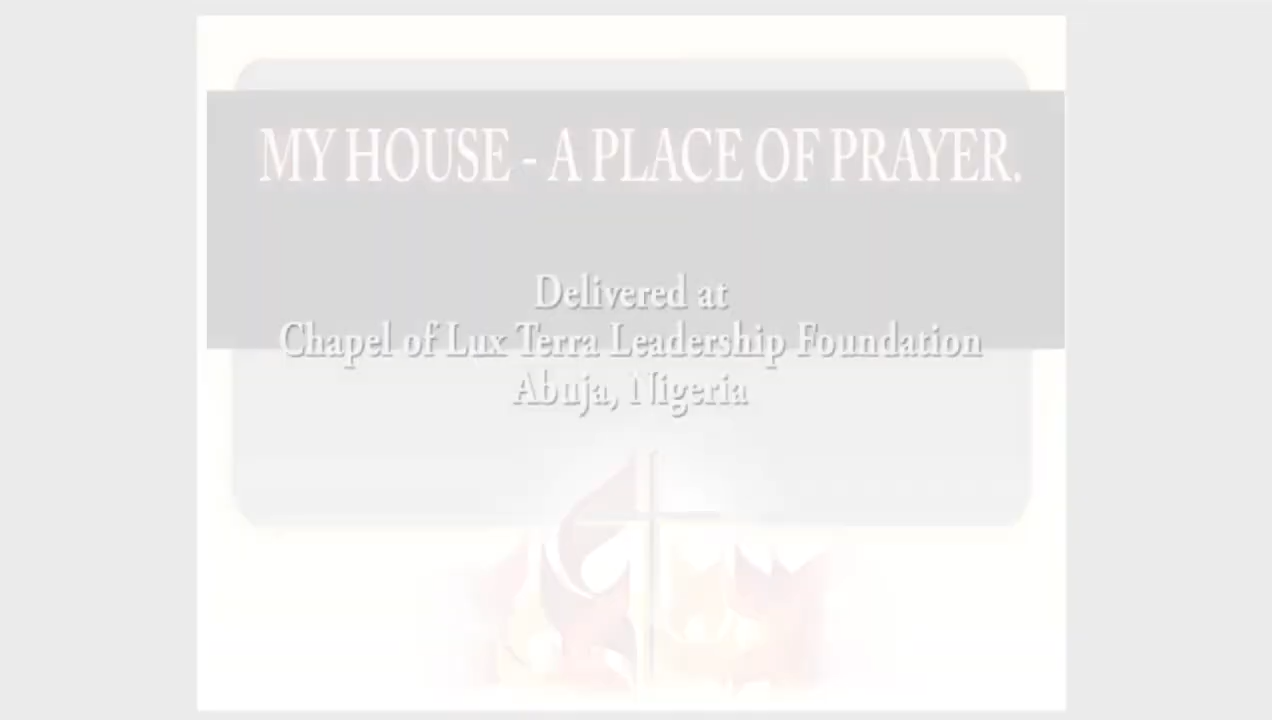 MY HOUSE - A PLACE OF PRAYER.
Delivered at
Chapel of Lux Terra Leadership Foundation
Abuja, Nigeria